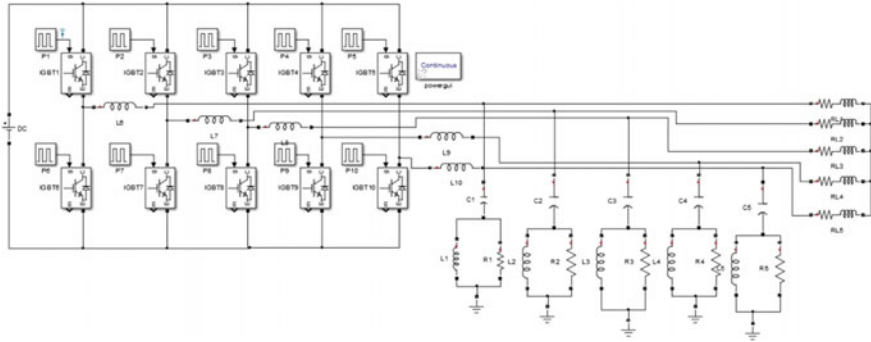 P1
P2
P3
P4
P5
IGBT1
IGBT2
IGBT3
IGBT4
IGBT5
Continuous
powergui
DC
L6
L7
L8
L9
L10
RL1
RL2
RL3
RL4
RL5
P6
P7
P8
P9
P10
IGBT6
IGBT7
IGBT8
IGBT9
IGBT10
C1
C2
C3
C4
C5
L1
R1
L2
R2
L3
R3
L4
R4
L5
R5